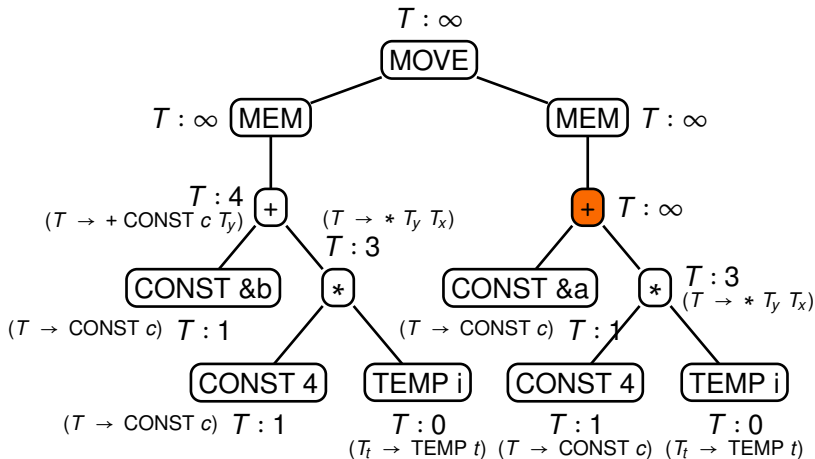 T : ∞
MOVE
T : ∞ MEM MEM T : ∞
T : 4
(T → + CONST c T_y) + (T → * T_y T_x) + T : ∞
T : 3
CONST &b * CONST &a * T : 3
(T → * T_y T_x)
(T → CONST c) T : 1 (T → CONST c) T : 1
CONST 4 TEMP i CONST 4 TEMP i
(T → CONST c) T : 1 T : 0 T : 1 T : 0
(T_t → TEMP t) (T → CONST c) (T_t → TEMP t)